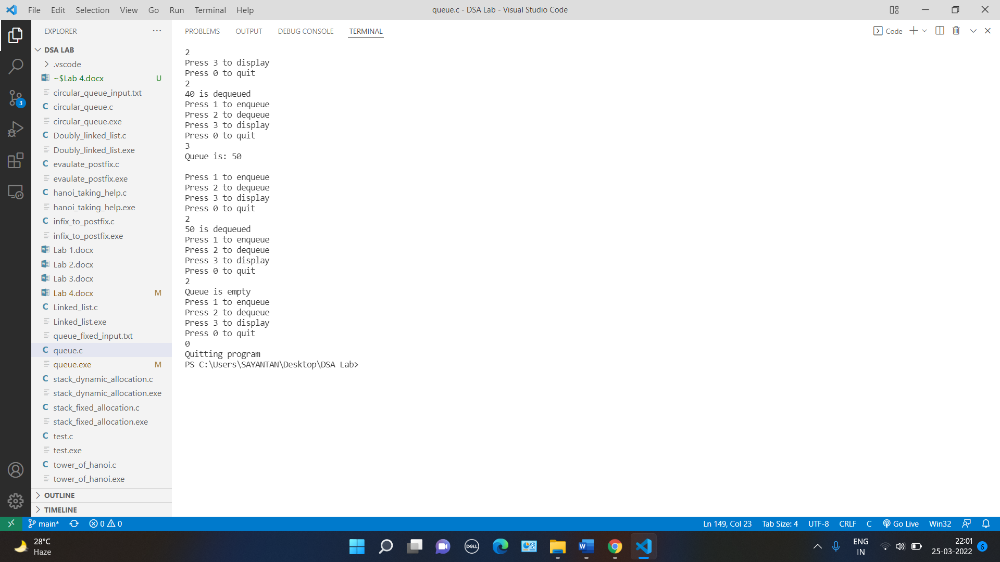 File Edit Selection View Go Run Terminal Help
queue.c - DSA Lab - Visual Studio Code
EXPLORER
DSA LAB
.vscode
~$Lab 4.docx U
circular_queue_input.txt
circular_queue.c
circular_queue.exe
Doubly_linked_list.c
Doubly_linked_list.exe
evaulate_postfix.c
evaulate_postfix.exe
hanoi_taking_help.c
hanoi_taking_help.exe
infix_to_postfix.c
infix_to_postfix.exe
Lab 1.docx
Lab 2.docx
Lab 3.docx
Lab 4.docx M
Linked_list.c
Linked_list.exe
queue_fixed_input.txt
queue.c
queue.exe M
stack_dynamic_allocation.c
stack_dynamic_allocation.exe
stack_fixed_allocation.c
stack_fixed_allocation.exe
test.c
test.exe
tower_of_hanoi.c
tower_of_hanoi.exe
OUTLINE
TIMELINE
3
PROBLEMS OUTPUT DEBUG CONSOLE TERMINAL
Code
2
Press 3 to display
Press 0 to quit
2
40 is dequeued
Press 1 to enqueue
Press 2 to dequeue
Press 3 to display
Press 0 to quit
3
Queue is: 50
Press 1 to enqueue
Press 2 to dequeue
Press 3 to display
Press 0 to quit
2
50 is dequeued
Press 1 to enqueue
Press 2 to dequeue
Press 3 to display
Press 0 to quit
2
Queue is empty
Press 1 to enqueue
Press 2 to dequeue
Press 3 to display
Press 0 to quit
0
Quitting program
PS C:\Users\SAYANTAN\Desktop\DSA Lab>
main* 0 0
Ln 149, Col 23 Tab Size: 4 UTF-8 CRLF C Go Live Win32
28°C
Haze
DELL
ENG
IN
22:01
25-03-2022
6